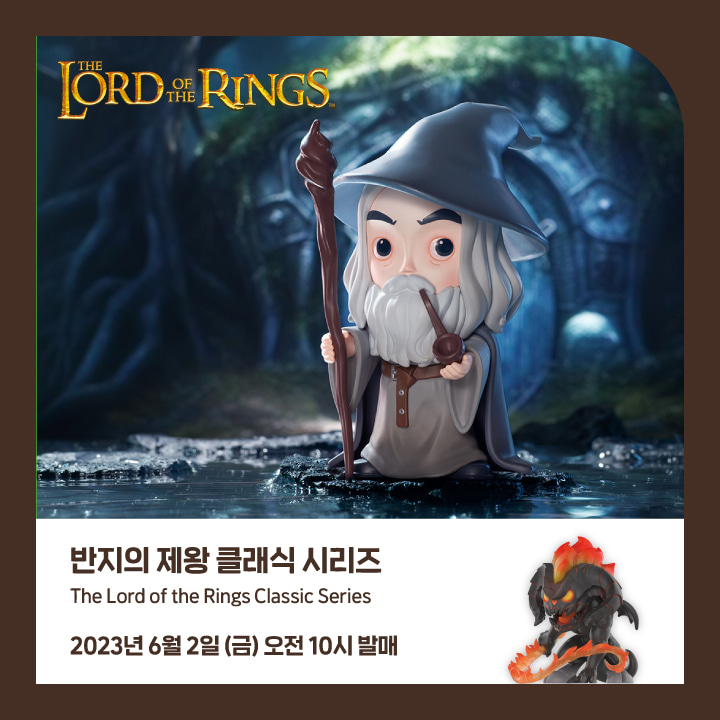 THE
LORD OF THE RINGS™
반지의 제왕 클래식 시리즈
The Lord of the Rings Classic Series
2023년 6월 2일 (금) 오전 10시 발매